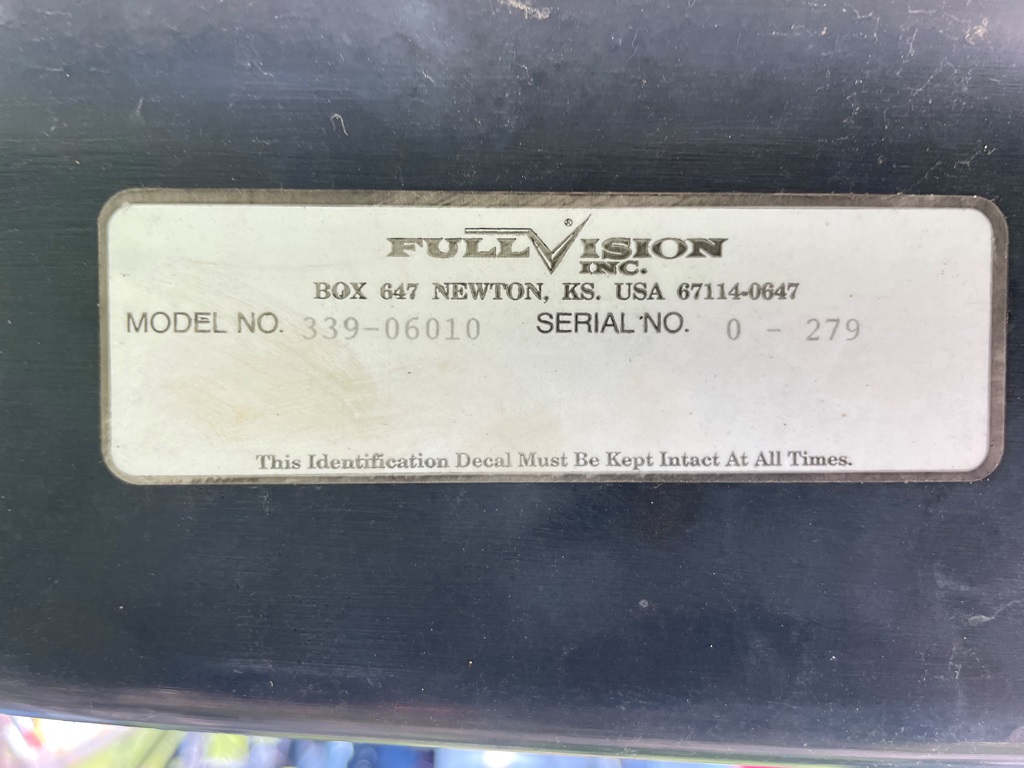 FULLVISION®
INC.
BOX 647 NEWTON, KS. USA 67114-0647
MODEL NO. 339-06010 SERIAL NO. 0 - 279
This Identification Decal Must Be Kept Intact At All Times.